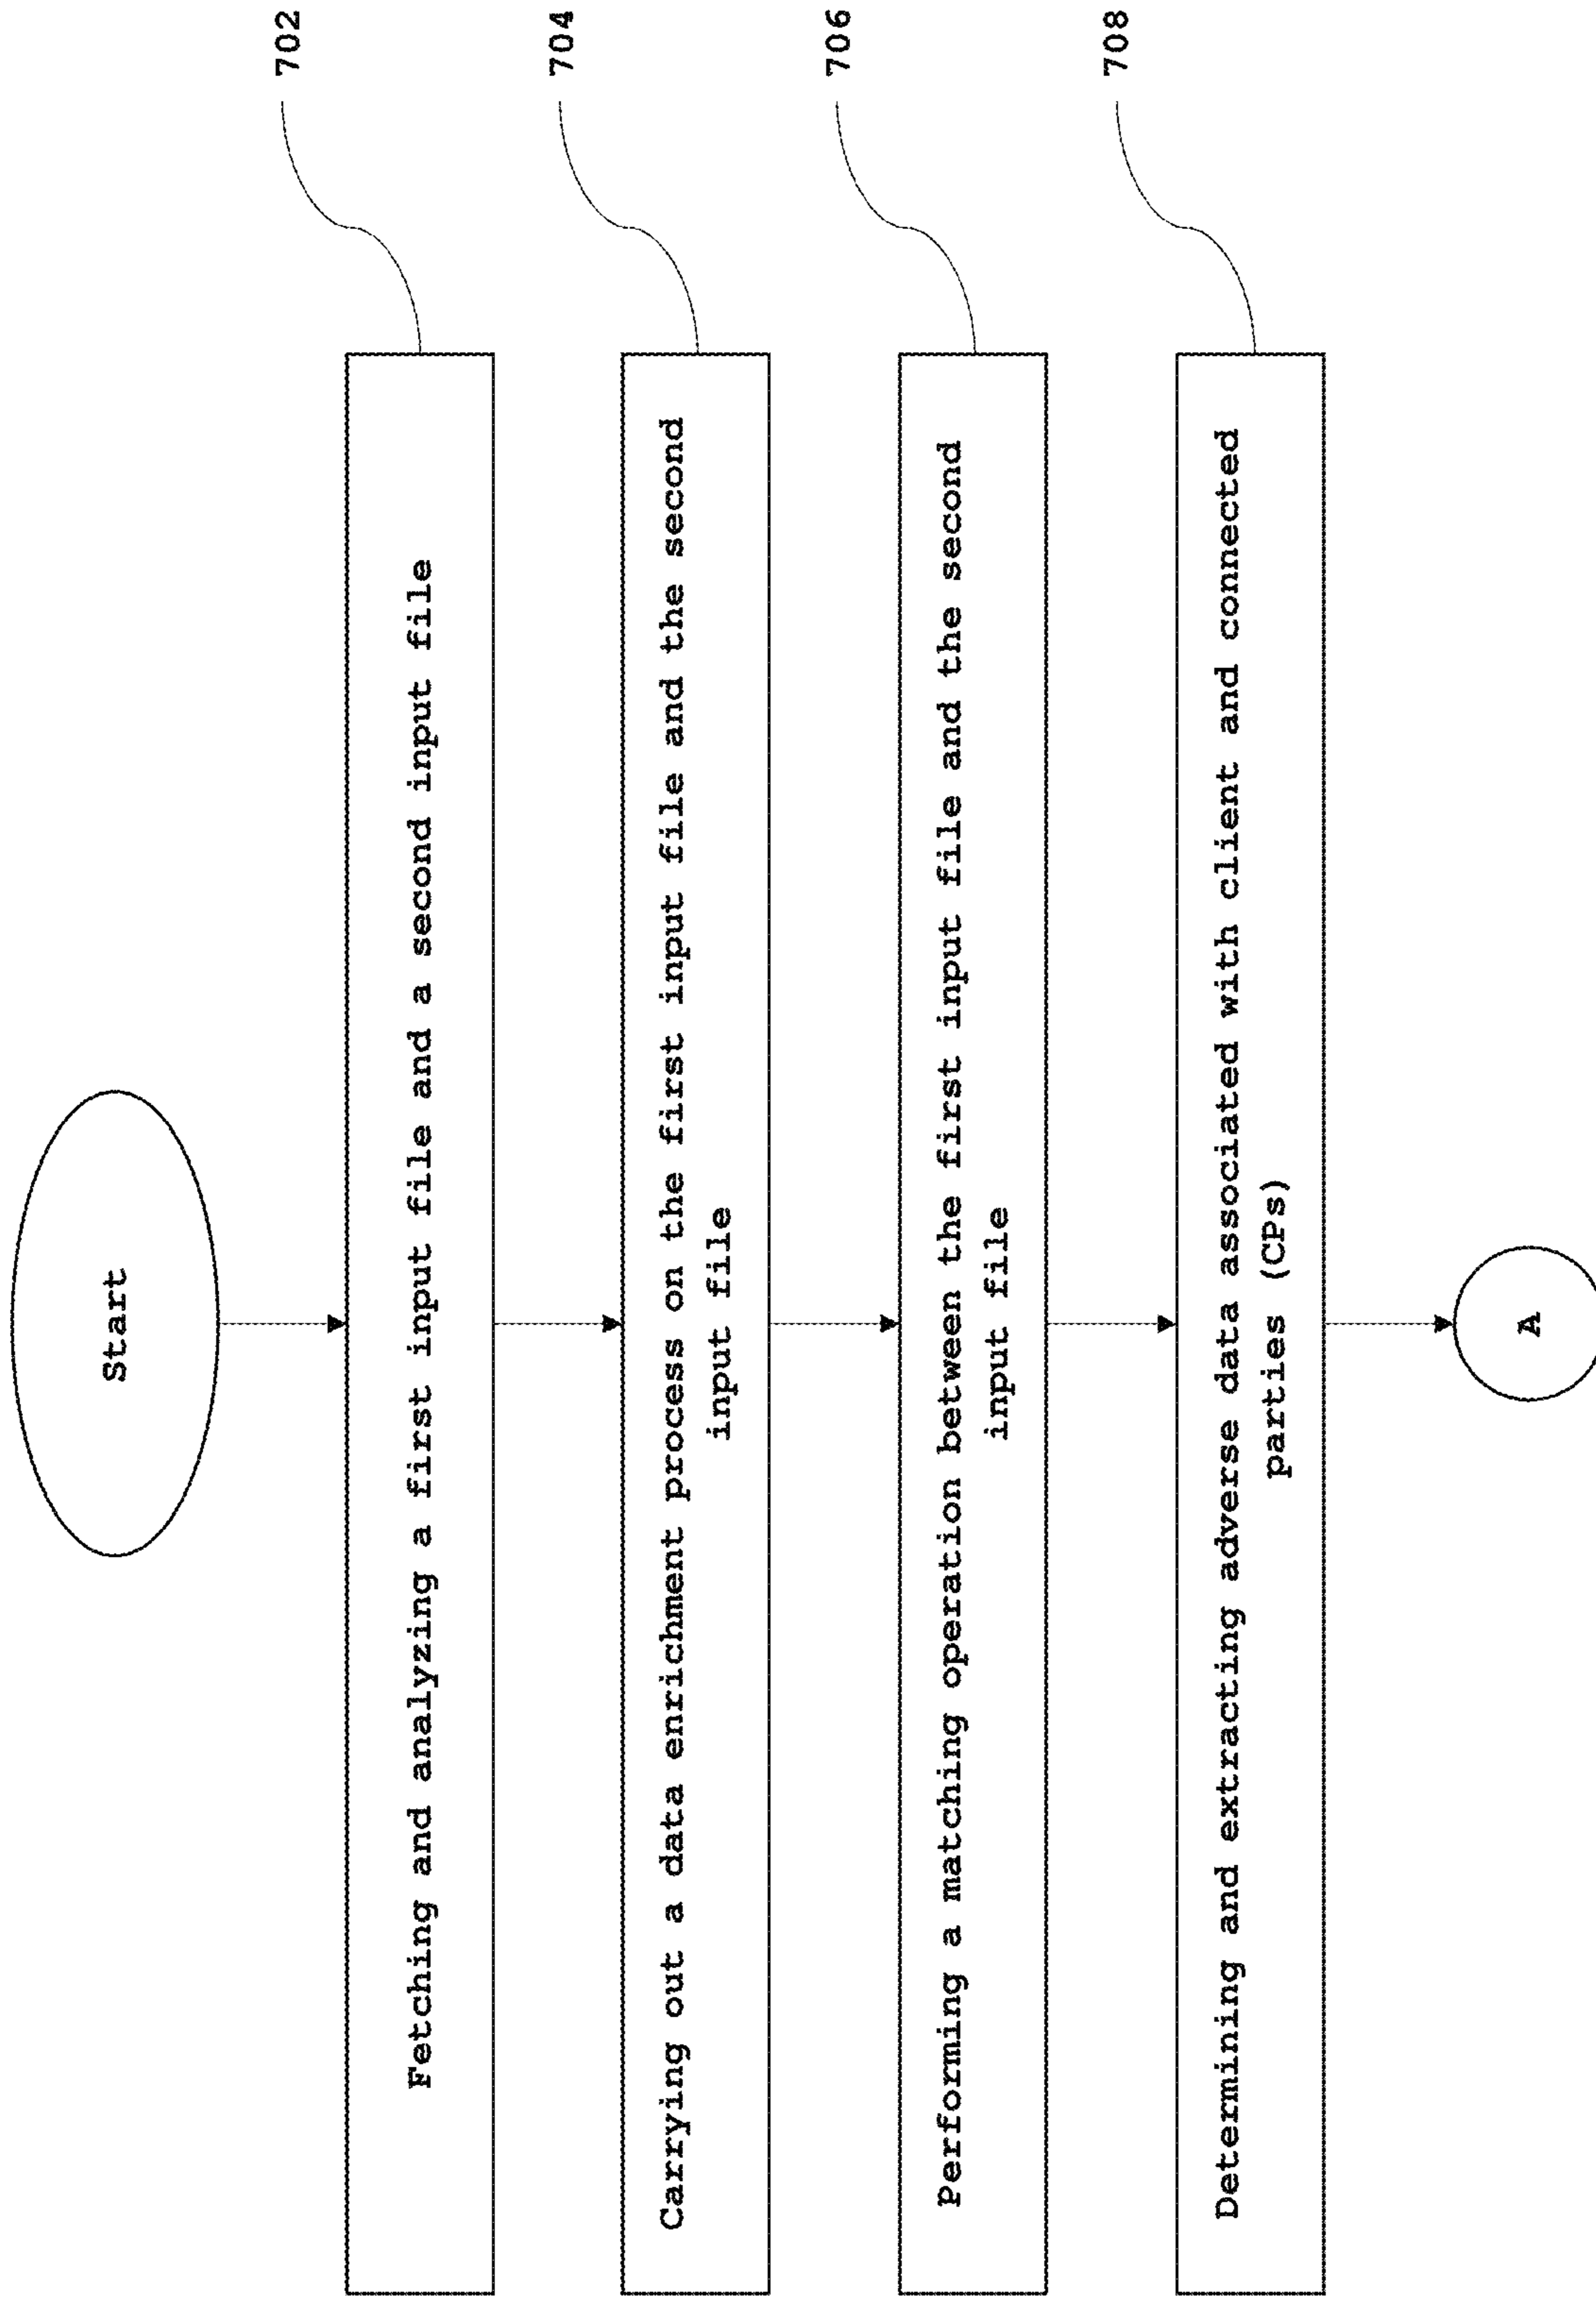 Start
702
Fetching and analyzing a first input file and a second input file
704
Carrying out a data enrichment process on the first input file and the second
input file
706
Performing a matching operation between the first input file and the second
input file
708
Determining and extracting adverse data associated with client and connected
parties (CPs)
A